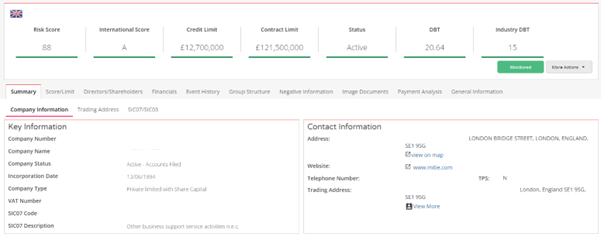 Risk Score International Score Credit Limit Contract Limit Status DBT Industry DBT
88 A £12,700,000 £121,500,000 Active 20.64 15
Monitored More Actions
Summary Score/Limit Directors/Shareholders Financials Event History Group Structure Negative Information Image Documents Payment Analysis General Information
Company Information Trading Address SIC07/SIC03
Key Information
Company Number
Company Name
Company Status Active - Accounts Filed
Incorporation Date 12/06/1994
Company Type Private limited with Share Capital
VAT Number
SIC07 Code
SIC07 Description Other business support service activities n.e.c.
Contact Information
Address: LONDON BRIDGE STREET, LONDON, ENGLAND,
SE1 9SG
view on map
Website: www.mitie.com
Telephone Number: TPS: N
Trading Address: London, England SE1 9SG,
SE1 9SG
View More